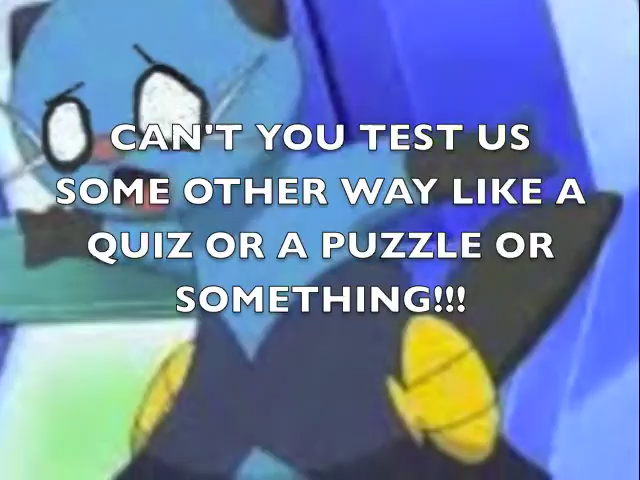 CAN'T YOU TEST US
SOME OTHER WAY LIKE A
QUIZ OR A PUZZLE OR
SOMETHING!!!